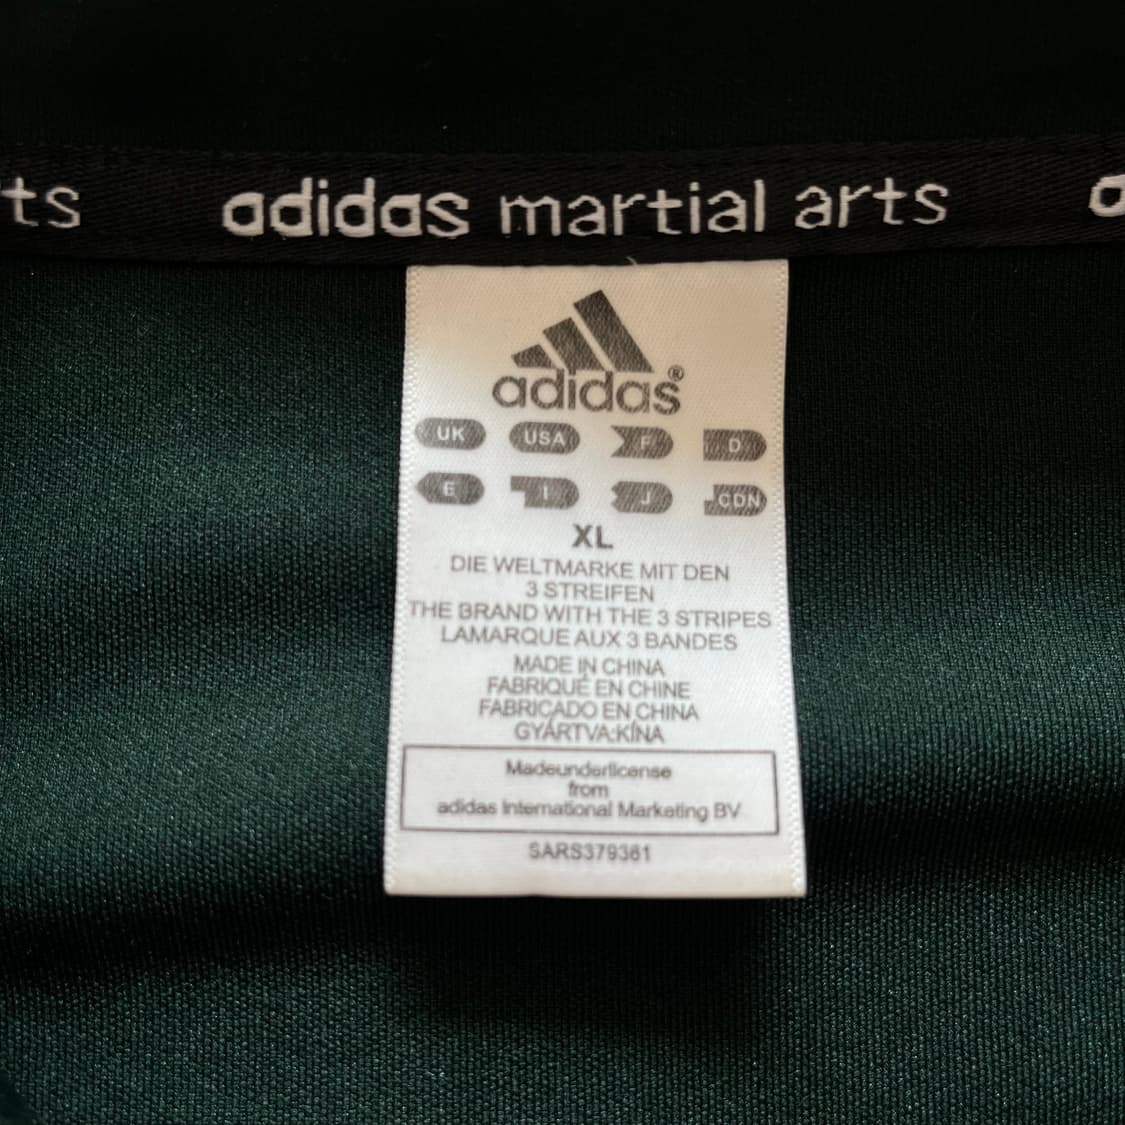 ts adidas martial arts a
adidas®
UK USA F D
E I J CDN
XL
DIE WELTMARKE MIT DEN
3 STREIFEN
THE BRAND WITH THE 3 STRIPES
LAMARQUE AUX 3 BANDES
MADE IN CHINA
FABRIQUÉ EN CHINE
FABRICADO EN CHINA
GYÁRTVA:KÍNA
Madeunderlicense
from
adidas International Marketing BV
SARS379361